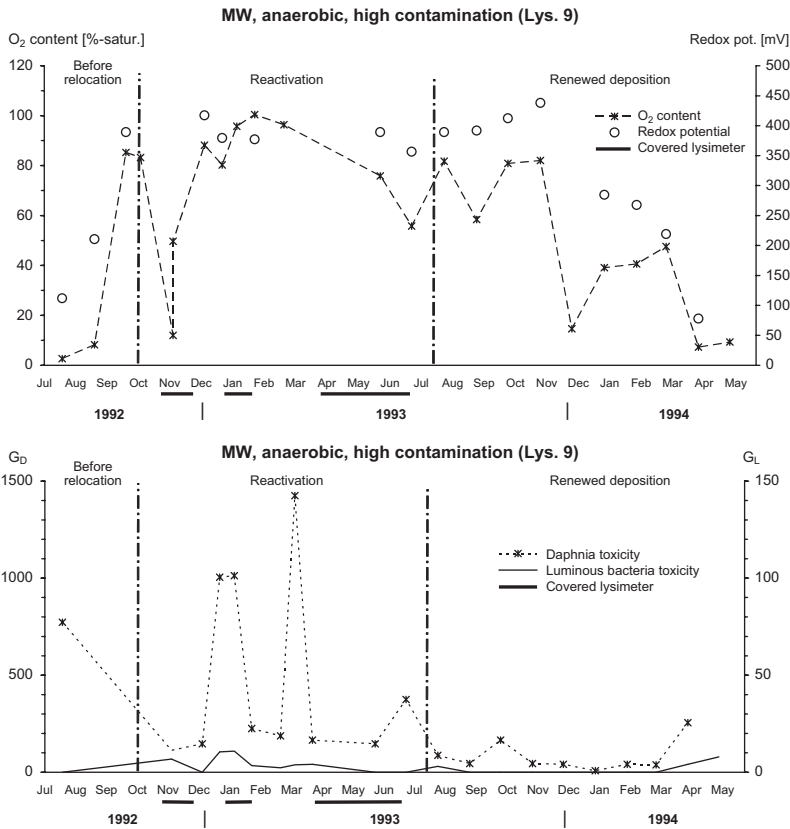 MW, anaerobic, high contamination (Lys. 9)
O₂ content [%-satur.]
Redox pot. [mV]
Before relocation
Reactivation
Renewed deposition
120
100
80
60
40
20
0
500
450
400
350
300
250
200
150
100
50
0
O₂ content
Redox potential
Covered lysimeter
Jul Aug Sep Oct Nov Dec Jan Feb Mar Apr May Jun Jul Aug Sep Oct Nov Dec Jan Feb Mar Apr May
1992 1993 1994
MW, anaerobic, high contamination (Lys. 9)
G_D
G_L
Before relocation
Reactivation
Renewed deposition
1500
1000
500
0
150
100
50
0
Daphnia toxicity
Luminous bacteria toxicity
Covered lysimeter
Jul Aug Sep Oct Nov Dec Jan Feb Mar Apr May Jun Jul Aug Sep Oct Nov Dec Jan Feb Mar Apr May
1992 1993 1994